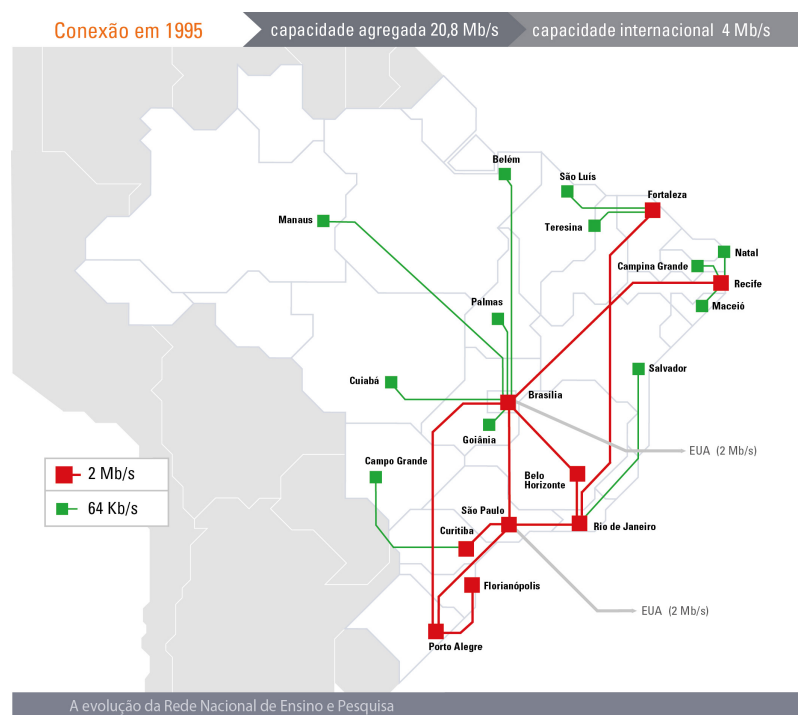 Conexão em 1995
capacidade agregada 20,8 Mb/s
capacidade internacional 4 Mb/s
Belém
São Luís
Fortaleza
Manaus
Teresina
Natal
Campina Grande
Recife
Palmas
Maceió
Salvador
Cuiabá
Brasilia
Goiânia
EUA (2 Mb/s)
Campo Grande
2 Mb/s
Belo
Horizonte
64 Kb/s
São Paulo
Rio de Janeiro
Curitiba
Florianópolis
EUA (2 Mb/s)
Porto Alegre
A evolução da Rede Nacional de Ensino e Pesquisa